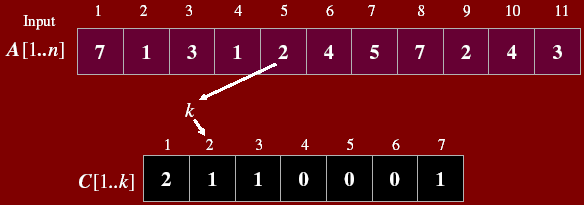 Input
1 2 3 4 5 6 7 8 9 10 11
A[1..n] 7 1 3 1 2 4 5 7 2 4 3
k
1 2 3 4 5 6 7
C[1..k] 2 1 1 0 0 0 1